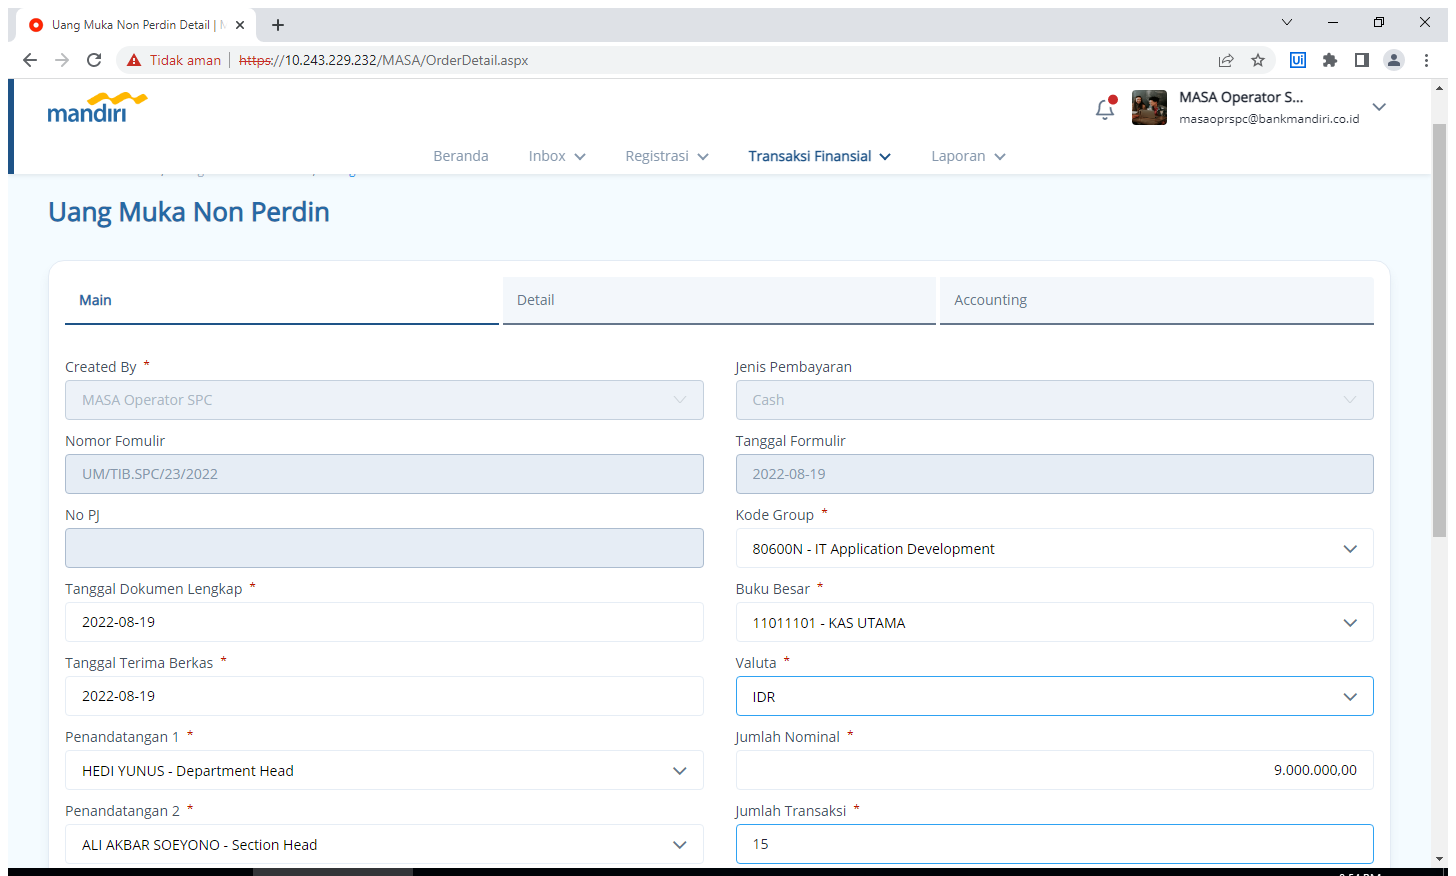 Uang Muka Non Perdin Detail |
Tidak aman
https://10.243.229.232/MASA/OrderDetail.aspx
Ui
mandiri
MASA Operator S...
masaoprspc@bankmandiri.co.id
Beranda
Inbox
Registrasi
Transaksi Finansial
Laporan
Uang Muka Non Perdin
Main
Detail
Accounting
Created By *
Jenis Pembayaran
MASA Operator SPC
Cash
Nomor Fomulir
Tanggal Formulir
UM/TIB.SPC/23/2022
2022-08-19
No PJ
Kode Group *
80600N - IT Application Development
Tanggal Dokumen Lengkap *
Buku Besar *
2022-08-19
11011101 - KAS UTAMA
Tanggal Terima Berkas *
Valuta *
2022-08-19
IDR
Penandatangan 1 *
Jumlah Nominal *
HEDI YUNUS - Department Head
9.000.000,00
Penandatangan 2 *
Jumlah Transaksi *
ALI AKBAR SOEYONO - Section Head
15